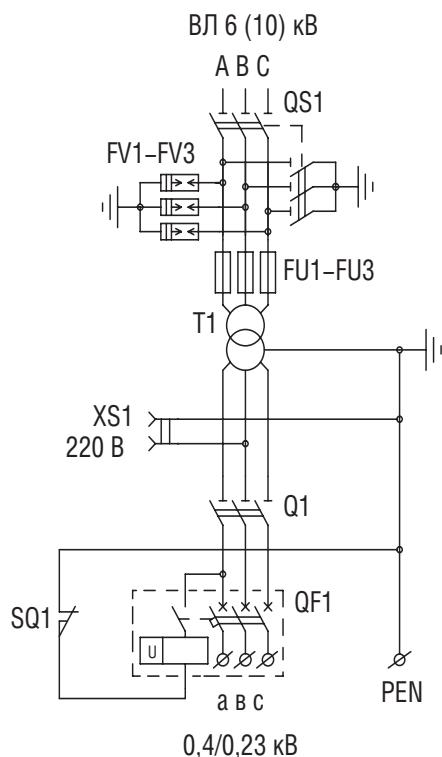 ВЛ 6 (10) кВ
А В С
QS1
FV1–FV3
FU1–FU3
T1
XS1
220 В
Q1
QF1
SQ1
U
PEN
а в с
0,4/0,23 кВ